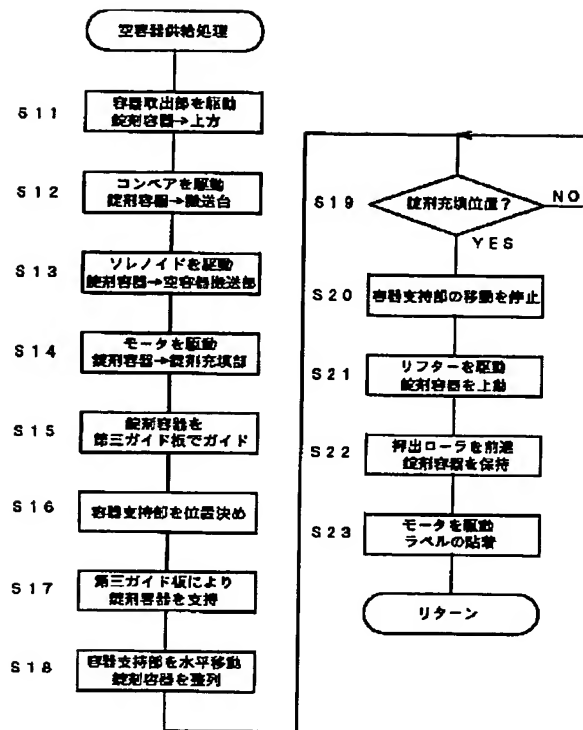 空容器供給処理
S11
容器取出部を駆動
錠剤容器→上方
S12
コンベアを駆動
錠剤容器→搬送台
S13
ソレノイドを駆動
錠剤容器→空容器搬送部
S14
モータを駆動
錠剤容器→錠剤充填部
S15
錠剤容器を
第三ガイド板でガイド
S16
容器支持部を位置決め
S17
第三ガイド板により
錠剤容器を支持
S18
容器支持部を水平移動
錠剤容器を整列
S19
錠剤充填位置?
NO
YES
S20
容器支持部の移動を停止
S21
リフターを駆動
錠剤容器を上動
S22
押出ローラを前進
錠剤容器を保持
S23
モータを駆動
ラベルの貼着
リターン